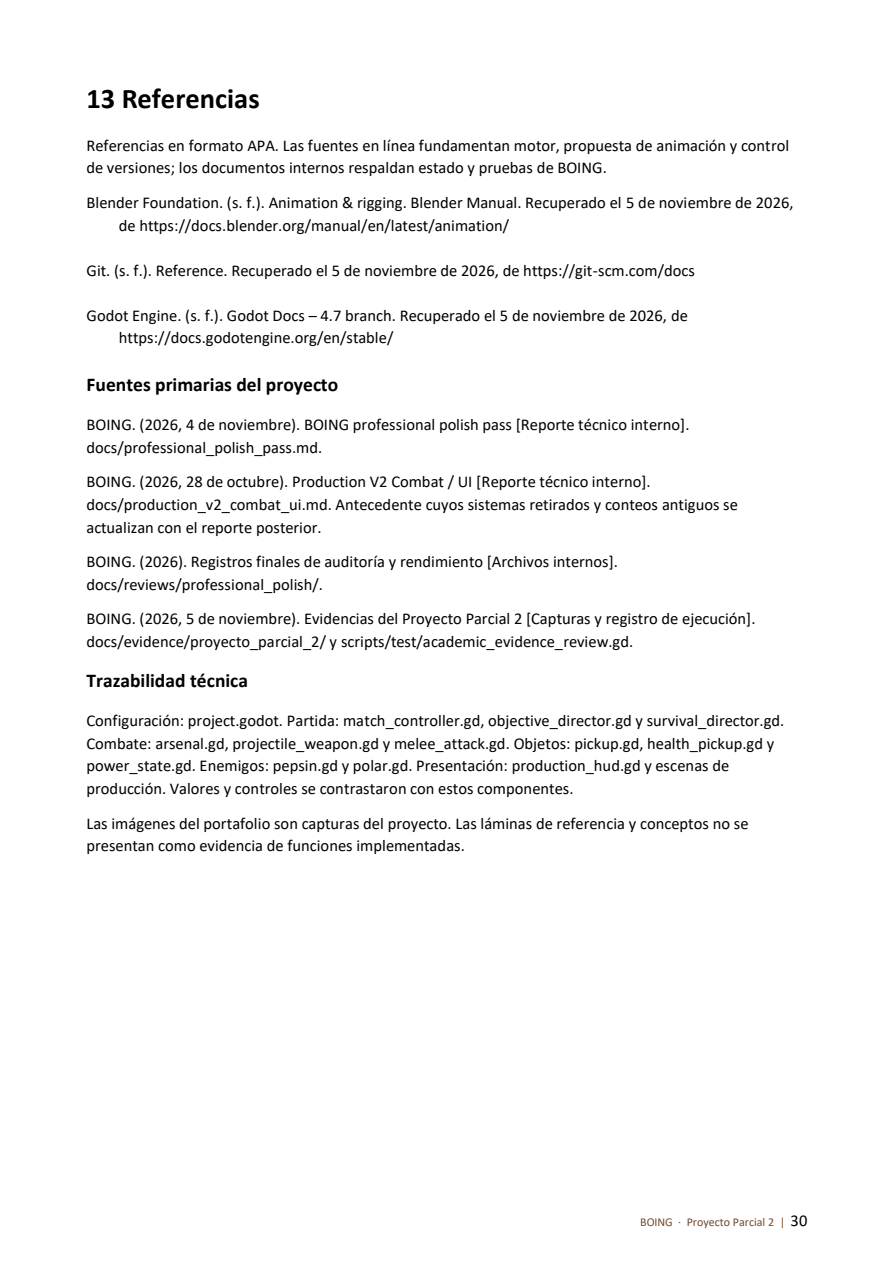 13 Referencias
Referencias en formato APA. Las fuentes en línea fundamentan motor, propuesta de animación y control
de versiones; los documentos internos respaldan estado y pruebas de BOING.
Blender Foundation. (s. f.). Animation & rigging. Blender Manual. Recuperado el 5 de noviembre de 2026,
de https://docs.blender.org/manual/en/latest/animation/
Git. (s. f.). Reference. Recuperado el 5 de noviembre de 2026, de https://git-scm.com/docs
Godot Engine. (s. f.). Godot Docs – 4.7 branch. Recuperado el 5 de noviembre de 2026, de
https://docs.godotengine.org/en/stable/
Fuentes primarias del proyecto
BOING. (2026, 4 de noviembre). BOING professional polish pass [Reporte técnico interno].
docs/professional_polish_pass.md.
BOING. (2026, 28 de octubre). Production V2 Combat / UI [Reporte técnico interno].
docs/production_v2_combat_ui.md. Antecedente cuyos sistemas retirados y conteos antiguos se
actualizan con el reporte posterior.
BOING. (2026). Registros finales de auditoría y rendimiento [Archivos internos].
docs/reviews/professional_polish/.
BOING. (2026, 5 de noviembre). Evidencias del Proyecto Parcial 2 [Capturas y registro de ejecución].
docs/evidence/proyecto_parcial_2/ y scripts/test/academic_evidence_review.gd.
Trazabilidad técnica
Configuración: project.godot. Partida: match_controller.gd, objective_director.gd y survival_director.gd.
Combate: arsenal.gd, projectile_weapon.gd y melee_attack.gd. Objetos: pickup.gd, health_pickup.gd y
power_state.gd. Enemigos: pepsin.gd y polar.gd. Presentación: production_hud.gd y escenas de
producción. Valores y controles se contrastaron con estos componentes.
Las imágenes del portafolio son capturas del proyecto. Las láminas de referencia y conceptos no se
presentan como evidencia de funciones implementadas.
BOING · Proyecto Parcial 2 | 30